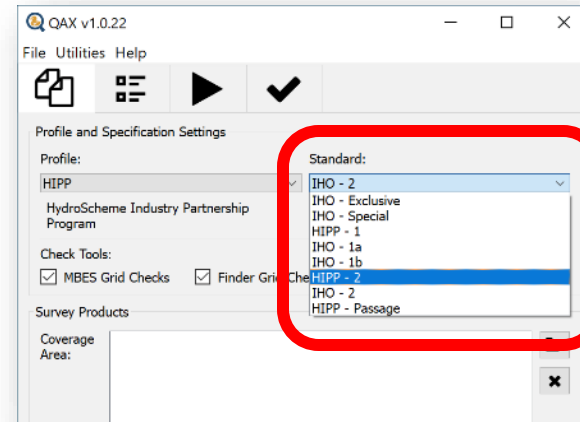 QAX v1.0.22
File Utilities Help
Profile and Specification Settings
Profile:
Standard:
HIPP
IHO - 2
HydroScheme Industry Partnership
Program
IHO - Exclusive
IHO - Special
HIPP - 1
IHO - 1a
IHO - 1b
HIPP - 2
IHO - 2
HIPP - Passage
Check Tools:
MBES Grid Checks
Finder Grid
Survey Products
Coverage
Area: